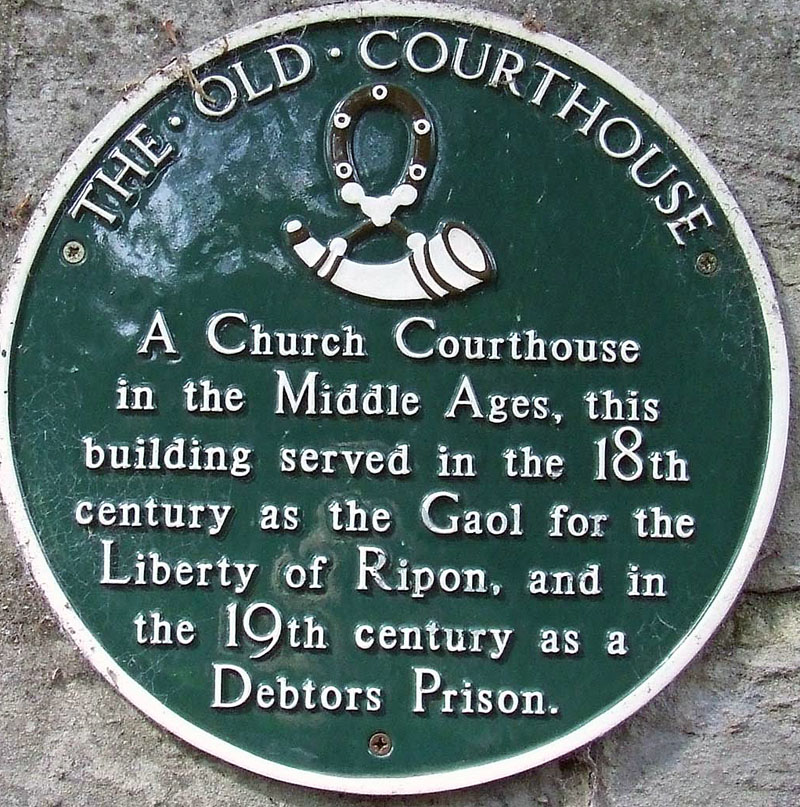 THE · OLD · COURTHOUSE
A Church Courthouse
in the Middle Ages, this
building served in the 18th
century as the Gaol for the
Liberty of Ripon, and in
the 19th century as a
Debtors Prison.